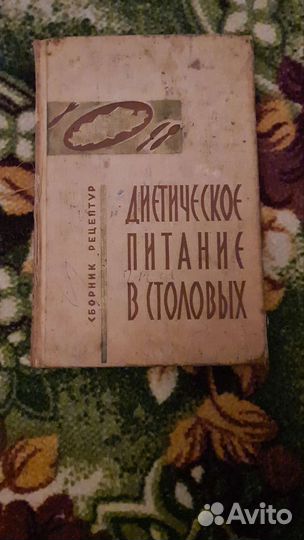 СБОРНИК РЕЦЕПТУР
ДИЕТИЧЕСКОЕ
ПИТАНИЕ
В СТОЛОВЫХ
Avito